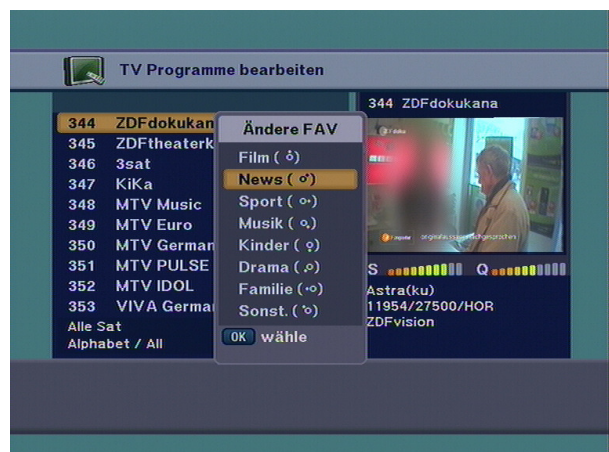 TV Programme bearbeiten
344 ZDFdokukana
344 ZDFdokukan
345 ZDFtheaterk
346 3sat
347 KiKa
348 MTV Music
349 MTV Euro
350 MTV German
351 MTV PULSE
352 MTV IDOL
353 VIVA Germa
Alle Sat
Alphabet / All
Ändere FAV
Film ( )
News ( )
Sport ( )
Musik ( )
Kinder ( )
Drama ( )
Familie ( )
Sonst. ( )
OK wähle
S Q
Astra(ku)
11954/27500/HOR
ZDFvision